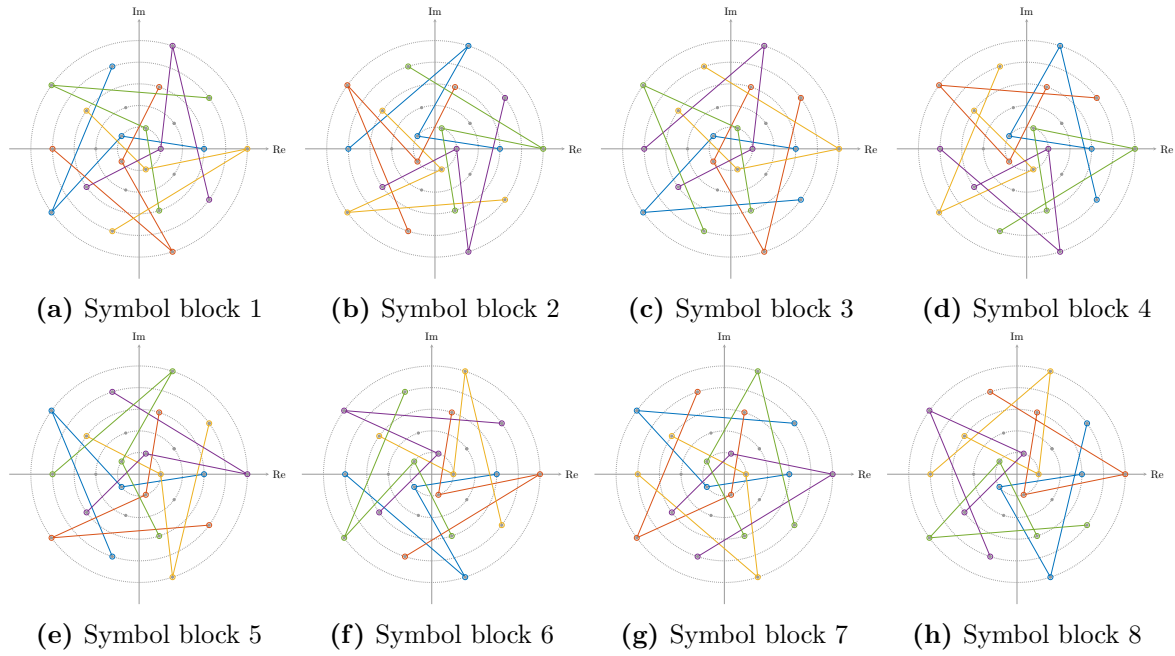 Im Im Im Im
Re Re Re Re
(a) Symbol block 1 (b) Symbol block 2 (c) Symbol block 3 (d) Symbol block 4
Im Im Im Im
Re Re Re Re
(e) Symbol block 5 (f) Symbol block 6 (g) Symbol block 7 (h) Symbol block 8